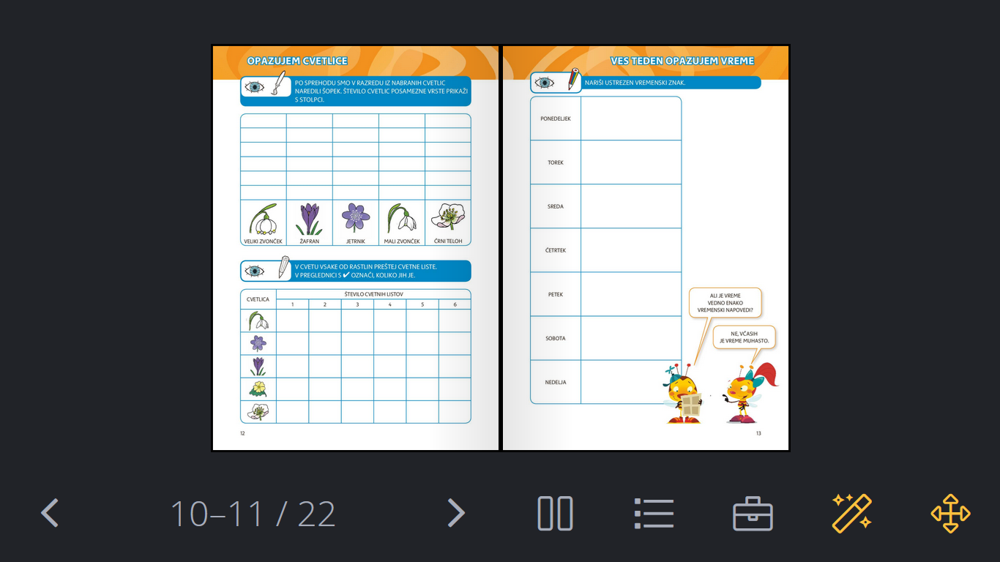 OPAZUJEM CVETLICE
PO SPREHODU SMO V RAZREDU IZ NABRANIH CVETLIC
NAREDILI ŠOPEK. ŠTEVILO CVETLIC POSAMEZNE VRSTE PRIKAŽI
S STOLPCI.
VELIKI ZVONČEK ŽAFRAN JETRNIK MALI ZVONČEK ČRNI TELOH
V CVETU VSAKE OD RASTLIN PREŠTEJ CVETNE LISTE.
V PREGLEDNICI S ✔ OZNAČI, KOLIKO JIH JE.
CVETLICA
ŠTEVILO CVETNIH LISTOV
1 2 3 4 5 6
12
VES TEDEN OPAZUJEM VREME
NARIŠI USTREZEN VREMENSKI ZNAK.
PONEDELJEK
TOREK
SREDA
ČETRTEK
PETEK
SOBOTA
NEDELJA
ALI JE VREME
VEDNO ENAKO
VREMENSKI NAPOVEDI?
NE, VČASIH
JE VREME MUHASTO.
13
10–11 / 22